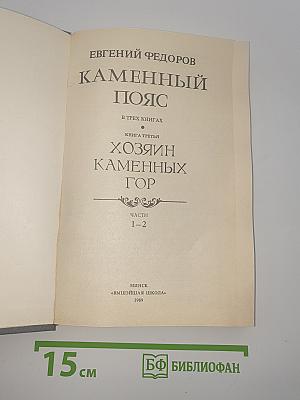 ЕВГЕНИЙ ФЕДОРОВ
КАМЕННЫЙ
ПОЯС
В ТРЕХ КНИГАХ
КНИГА ТРЕТЬЯ
ХОЗЯИН
КАМЕННЫХ
ГОР
ЧАСТИ
1—2
МИНСК
«ВЫШЭЙШАЯ ШКОЛА»
1989
15 см
БФ БИБЛИОФАН